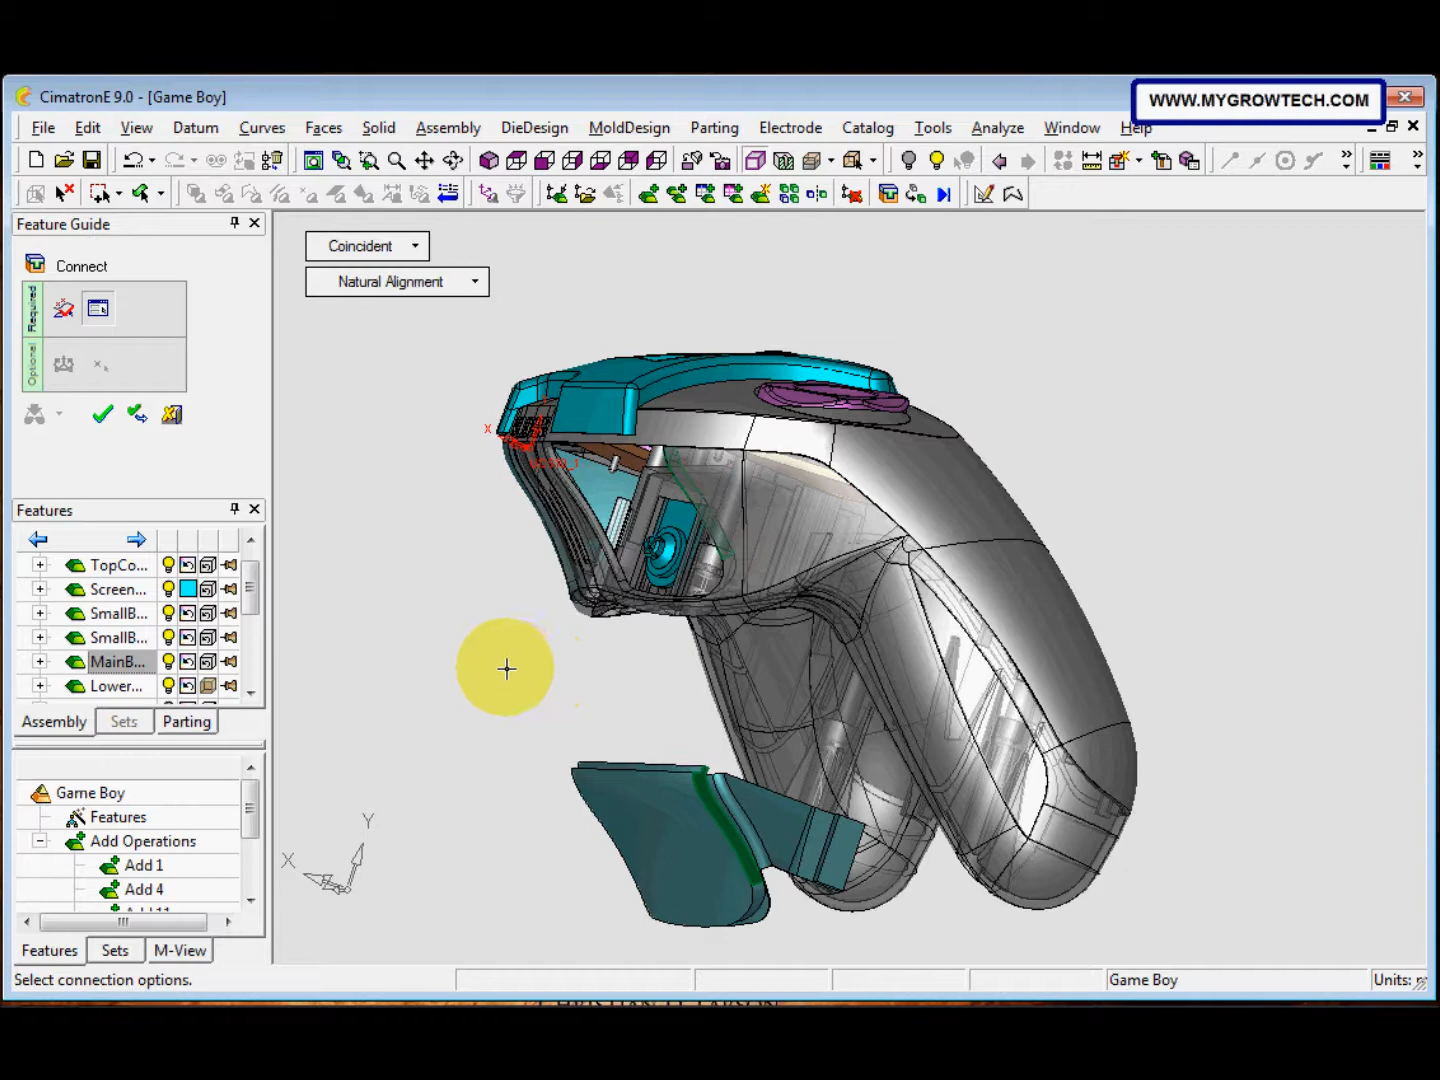 CimatronE 9.0 - [Game Boy]
WWW.MYGROWTECH.COM
File Edit View Datum Curves Faces Solid Assembly DieDesign MoldDesign Parting Electrode Catalog Tools Analyze Window Help
Feature Guide
Connect
Required
Optional
Coincident
Natural Alignment
X
Features
TopCo...
Screen...
SmallB...
SmallB...
MainB...
Lower...
Assembly Sets Parting
Game Boy
Features
Add Operations
Add 1
Add 4
Y
X
Features Sets M-View
Select connection options.
Game Boy
Units: